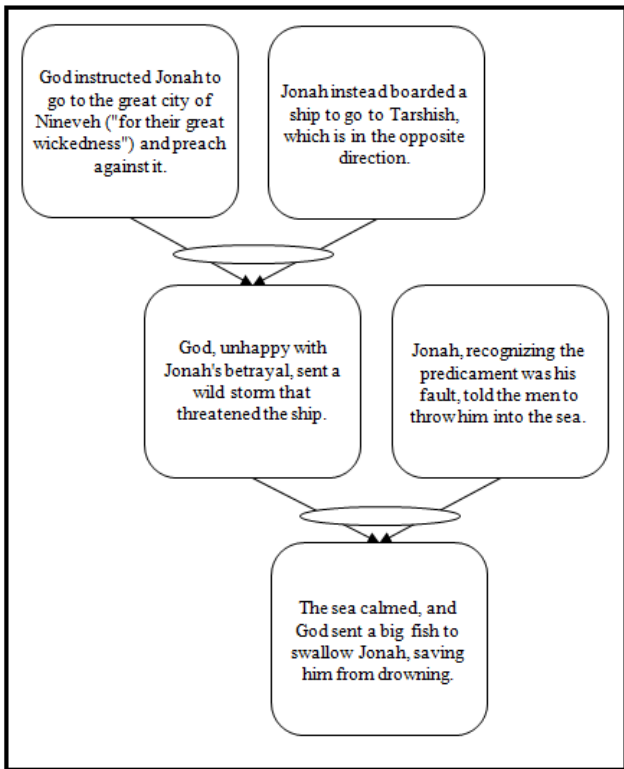 God instructed Jonah to
go to the great city of
Nineveh ("for their great
wickedness") and preach
against it.
Jonah instead boarded a
ship to go to Tarshish,
which is in the opposite
direction.
God, unhappy with
Jonah's betrayal, sent a
wild storm that
threatened the ship.
Jonah, recognizing the
predicament was his
fault, told the men to
throw him into the sea.
The sea calmed, and
God sent a big fish to
swallow Jonah, saving
him from drowning.